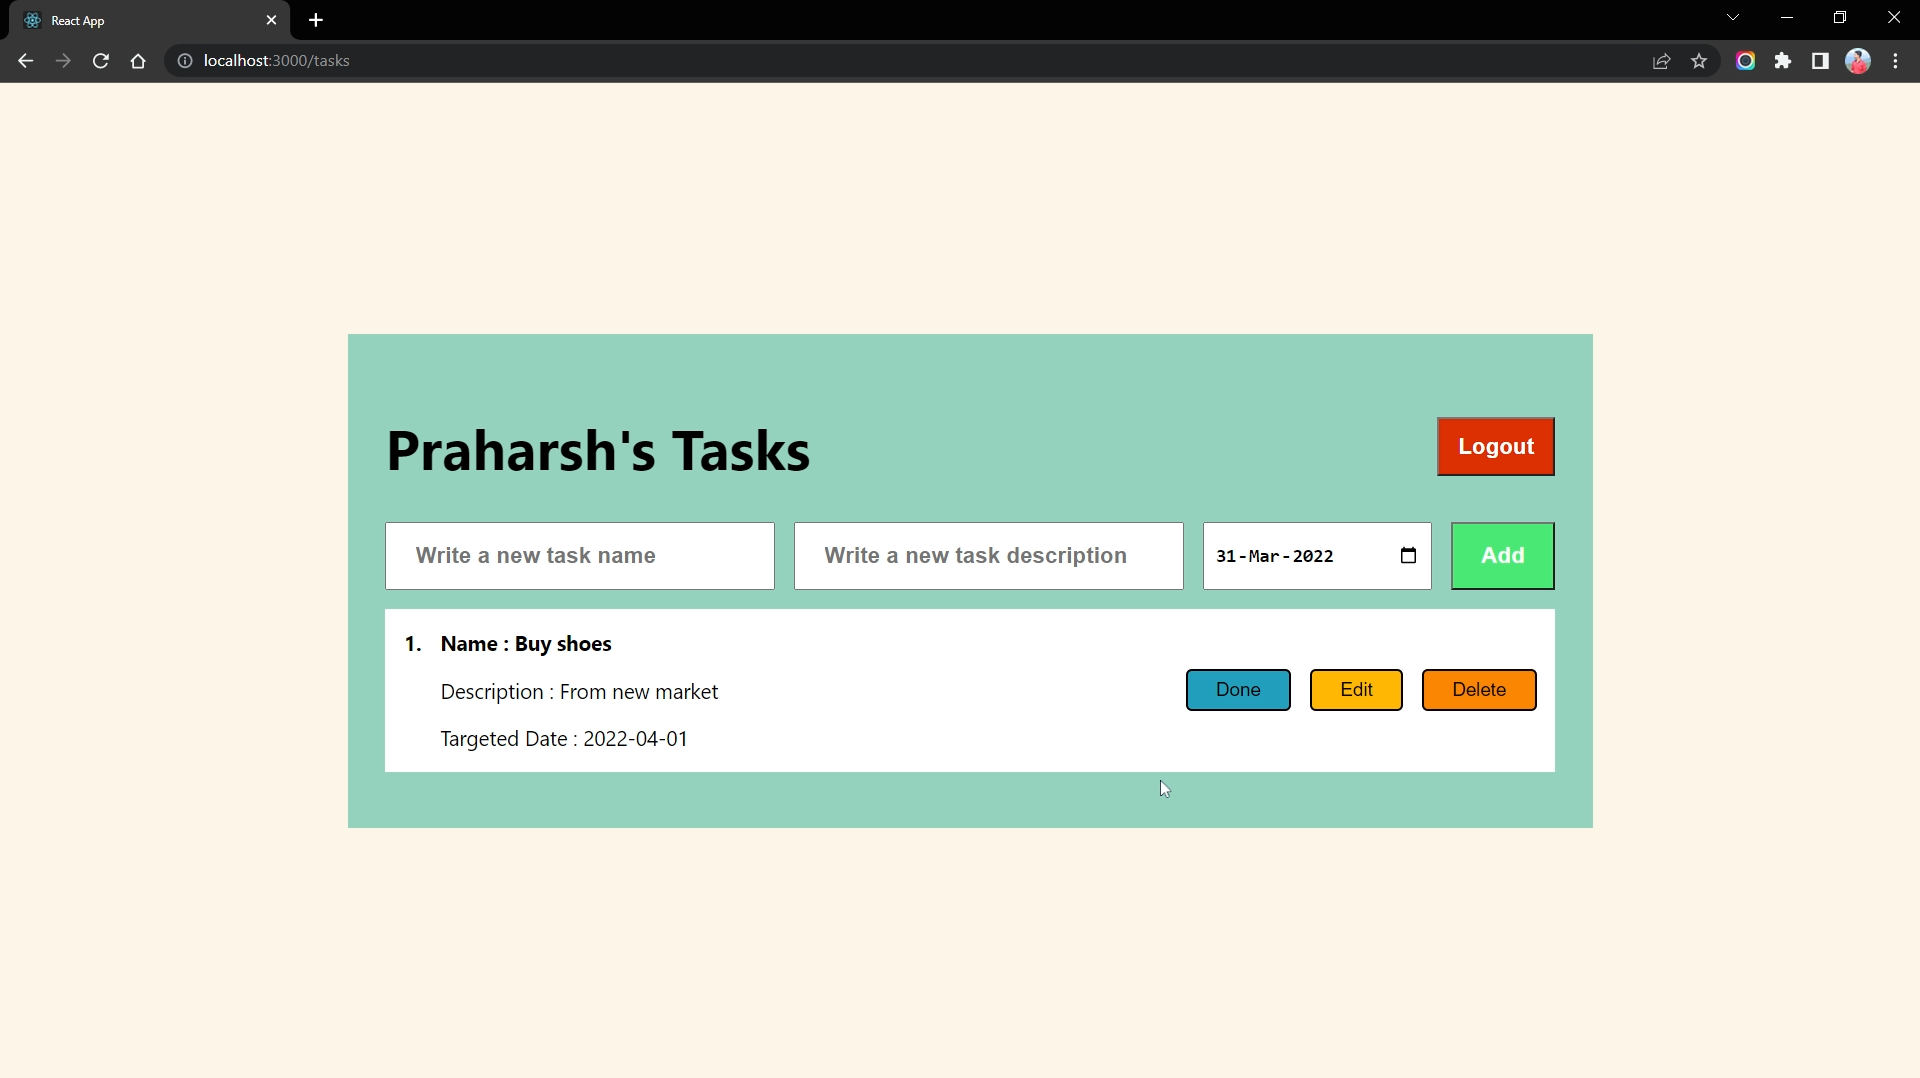 React App
localhost:3000/tasks
Praharsh's Tasks
Logout
Write a new task name
Write a new task description
31-Mar-2022
Add
1. Name : Buy shoes
Description : From new market
Targeted Date : 2022-04-01
Done
Edit
Delete